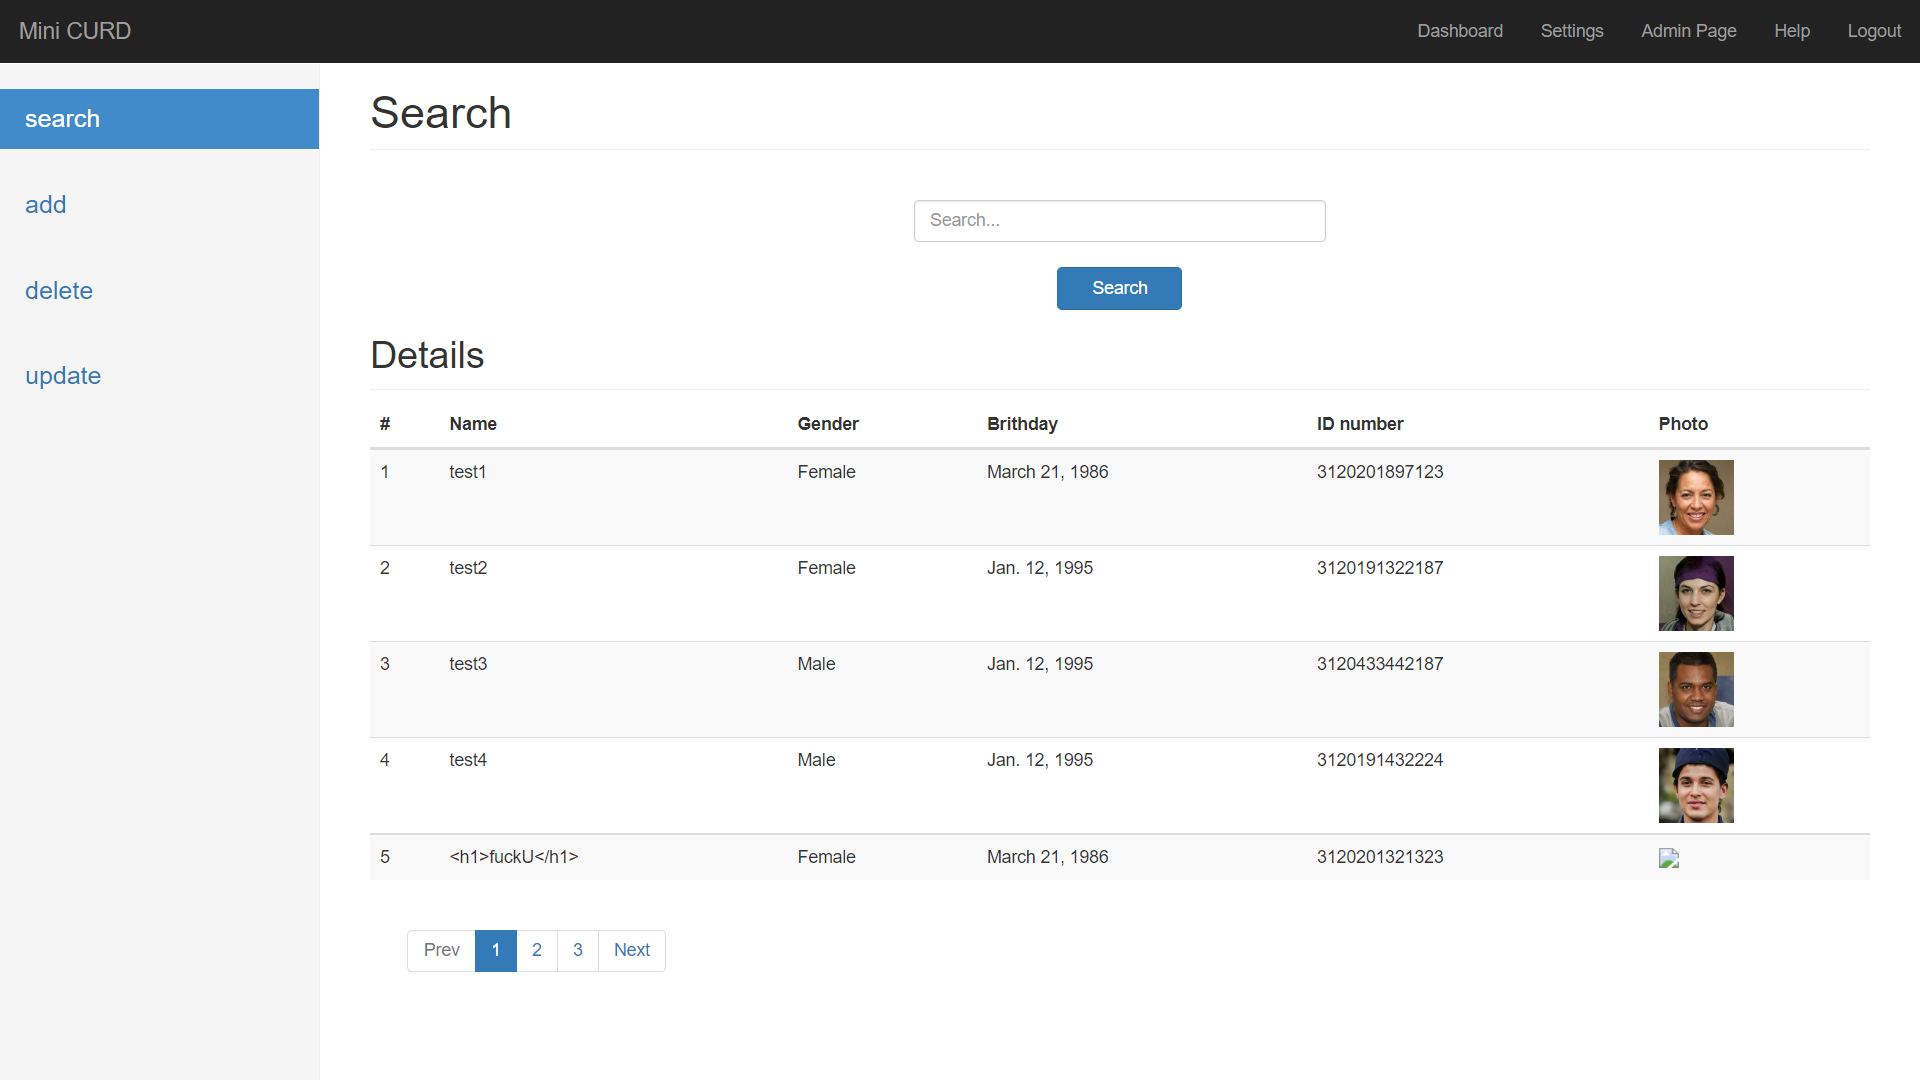 Mini CURD Dashboard Settings Admin Page Help Logout
search
add
delete
update
Search
Search...
Search
Details
# Name Gender Brithday ID number Photo
1 test1 Female March 21, 1986 3120201897123
2 test2 Female Jan. 12, 1995 3120191322187
3 test3 Male Jan. 12, 1995 3120433442187
4 test4 Male Jan. 12, 1995 3120191432224
5 <h1>fuckU</h1> Female March 21, 1986 3120201321323
Prev 1 2 3 Next